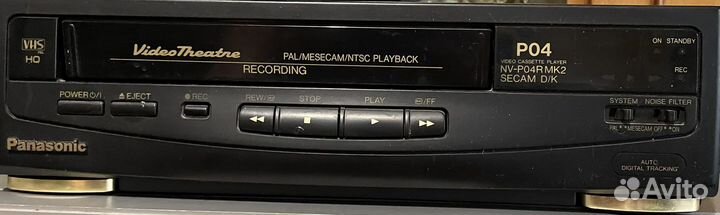 VHS
PAL
HQ
VideoTheatre
PAL/MESECAM/NTSC PLAYBACK
RECORDING
P04
VIDEO CASSETTE PLAYER
NV-P04RMK2
SECAM D/K
ON STANDBY
REC
POWER
EJECT
REC
REW
STOP
PLAY
/FF
SYSTEM
NOISE FILTER
PAL MESECAM
OFF ON
Panasonic
AUTO
DIGITAL TRACKING
Avito